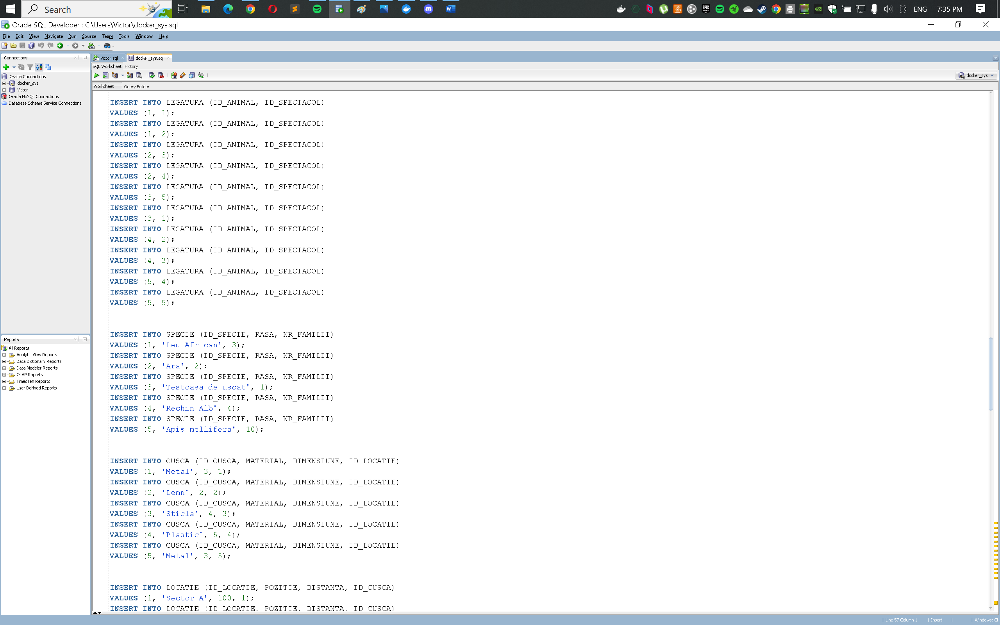 Search
ENG
7:35 PM
Oracle SQL Developer : C:\Users\Victor\docker_sys.sql
File Edit View Navigate Run Source Team Tools Window Help
Connections
Oracle Connections
docker_sys
Victor
Oracle NoSQL Connections
Database Schema Service Connections
Reports
All Reports
Analytic View Reports
Data Dictionary Reports
Data Modeler Reports
OLAP Reports
TimesTen Reports
User Defined Reports
Victor.sql docker_sys.sql
SQL Worksheet History
docker_sys
Worksheet Query Builder
INSERT INTO LEGATURA (ID_ANIMAL, ID_SPECTACOL)
VALUES (1, 1);
INSERT INTO LEGATURA (ID_ANIMAL, ID_SPECTACOL)
VALUES (1, 2);
INSERT INTO LEGATURA (ID_ANIMAL, ID_SPECTACOL)
VALUES (2, 3);
INSERT INTO LEGATURA (ID_ANIMAL, ID_SPECTACOL)
VALUES (2, 4);
INSERT INTO LEGATURA (ID_ANIMAL, ID_SPECTACOL)
VALUES (3, 5);
INSERT INTO LEGATURA (ID_ANIMAL, ID_SPECTACOL)
VALUES (3, 1);
INSERT INTO LEGATURA (ID_ANIMAL, ID_SPECTACOL)
VALUES (4, 2);
INSERT INTO LEGATURA (ID_ANIMAL, ID_SPECTACOL)
VALUES (4, 3);
INSERT INTO LEGATURA (ID_ANIMAL, ID_SPECTACOL)
VALUES (5, 4);
INSERT INTO LEGATURA (ID_ANIMAL, ID_SPECTACOL)
VALUES (5, 5);
INSERT INTO SPECIE (ID_SPECIE, RASA, NR_FAMILII)
VALUES (1, 'Leu African', 3);
INSERT INTO SPECIE (ID_SPECIE, RASA, NR_FAMILII)
VALUES (2, 'Ara', 2);
INSERT INTO SPECIE (ID_SPECIE, RASA, NR_FAMILII)
VALUES (3, 'Testoasa de uscat', 1);
INSERT INTO SPECIE (ID_SPECIE, RASA, NR_FAMILII)
VALUES (4, 'Rechin Alb', 4);
INSERT INTO SPECIE (ID_SPECIE, RASA, NR_FAMILII)
VALUES (5, 'Apis mellifera', 10);
INSERT INTO CUSCA (ID_CUSCA, MATERIAL, DIMENSIUNE, ID_LOCATIE)
VALUES (1, 'Metal', 3, 1);
INSERT INTO CUSCA (ID_CUSCA, MATERIAL, DIMENSIUNE, ID_LOCATIE)
VALUES (2, 'Lemn', 2, 2);
INSERT INTO CUSCA (ID_CUSCA, MATERIAL, DIMENSIUNE, ID_LOCATIE)
VALUES (3, 'Sticla', 4, 3);
INSERT INTO CUSCA (ID_CUSCA, MATERIAL, DIMENSIUNE, ID_LOCATIE)
VALUES (4, 'Plastic', 5, 4);
INSERT INTO CUSCA (ID_CUSCA, MATERIAL, DIMENSIUNE, ID_LOCATIE)
VALUES (5, 'Metal', 3, 5);
INSERT INTO LOCATIE (ID_LOCATIE, POZITIE, DISTANTA, ID_CUSCA)
VALUES (1, 'Sector A', 100, 1);
INSERT INTO LOCATIE (ID_LOCATIE, POZITIE, DISTANTA, ID_CUSCA)
Line 57 Column 1 Insert Windows: